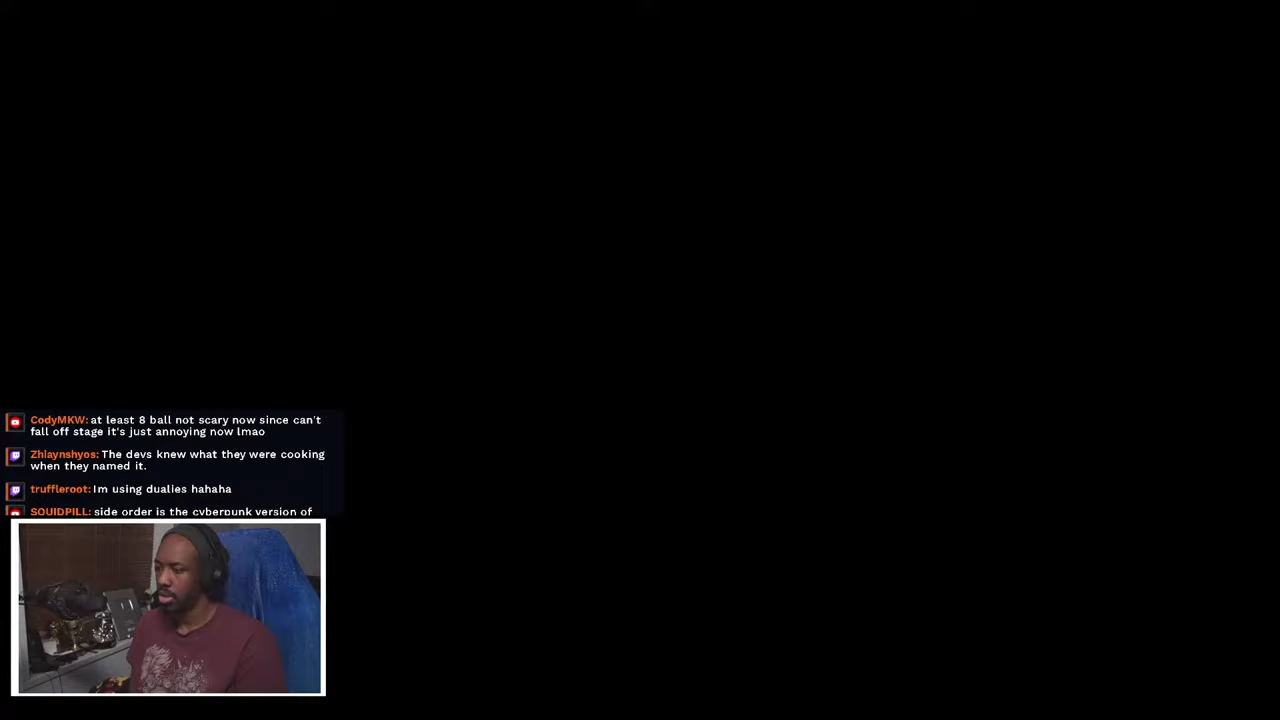 CodyMKW: at least 8 ball not scary now since can't
fall off stage it's just annoying now lmao
Zhlaynshyos: The devs knew what they were cooking
when they named it.
truffleroot: Im using dualies hahaha
SQUIDPILL: side order is the cyberpunk version of